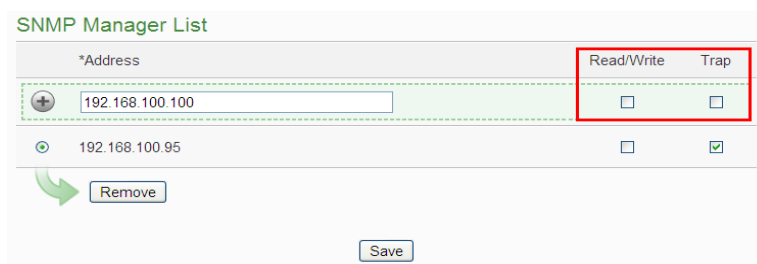 SNMP Manager List
*Address Read/Write Trap
192.168.100.100
192.168.100.95
Remove
Save